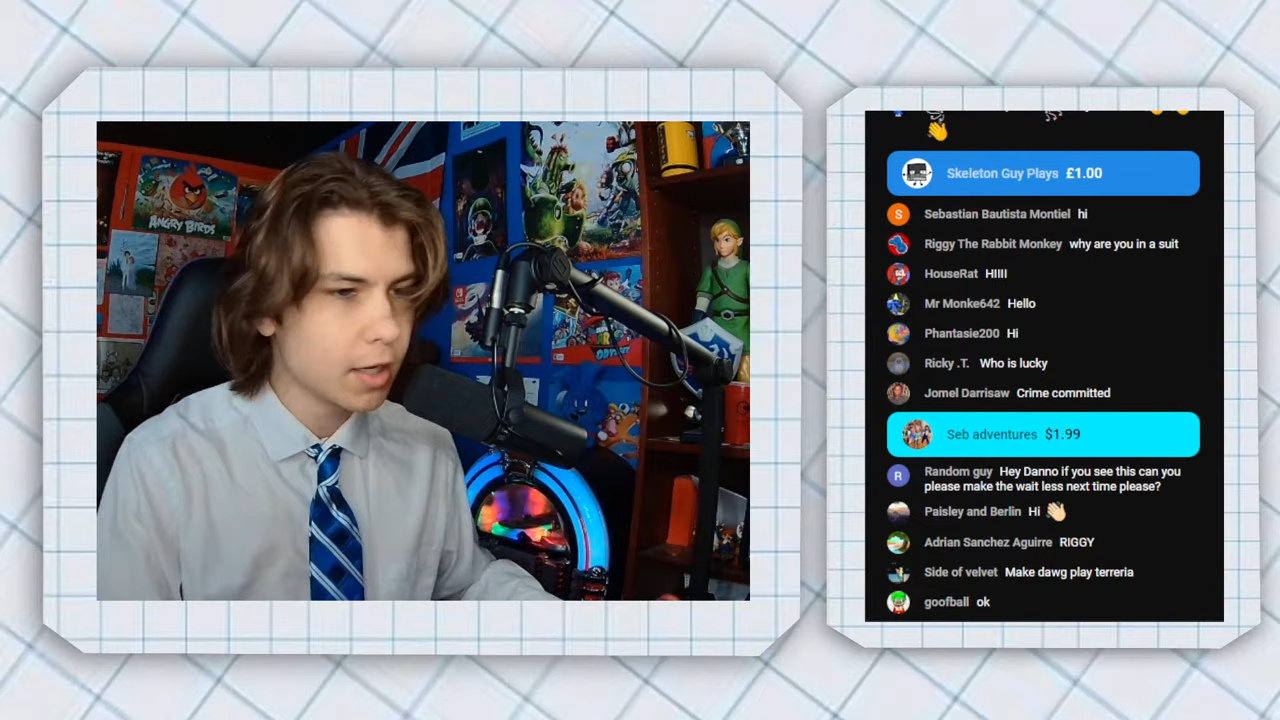 ANGRY BIRDS
ODYSSEY
Skeleton Guy Plays £1.00
Sebastian Bautista Montiel hi
Riggy The Rabbit Monkey why are you in a suit
HouseRat HIIII
Mr Monke642 Hello
Phantasie200 Hi
Ricky .T. Who is lucky
Jomel Darrisaw Crime committed
Seb adventures $1.99
R Random guy Hey Danno if you see this can you
please make the wait less next time please?
Paisley and Berlin Hi 👋🏻
Adrian Sanchez Aguirre RIGGY
Side of velvet Make dawg play terreria
goofball ok